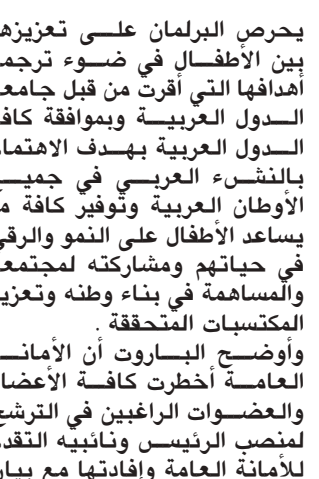 يحرص البرلمان على تعزيزها
بين الأطفال في ضوء ترجمة
أهدافها التي أقرت من قبل جامعة
الدول العربية وبموافقة كافة
الدول العربية بهدف الاهتمام
بالنشء العربي في جميع
الأوطان العربية وتوفير كافة ما
يساعد الأطفال على النمو والرقي
في حياتهم ومشاركته لمجتمعه
والمساهمة في بناء وطنه وتعزيز
المكتسبات المتحققة .
وأوضح الباروت أن الأمانة
العامة أخطرت كافة الأعضاء
والعضوات الراغبين في الترشح
لمنصب الرئيس ونائبيه التقدم
للأمانة العامة وإفادتها مع بيان